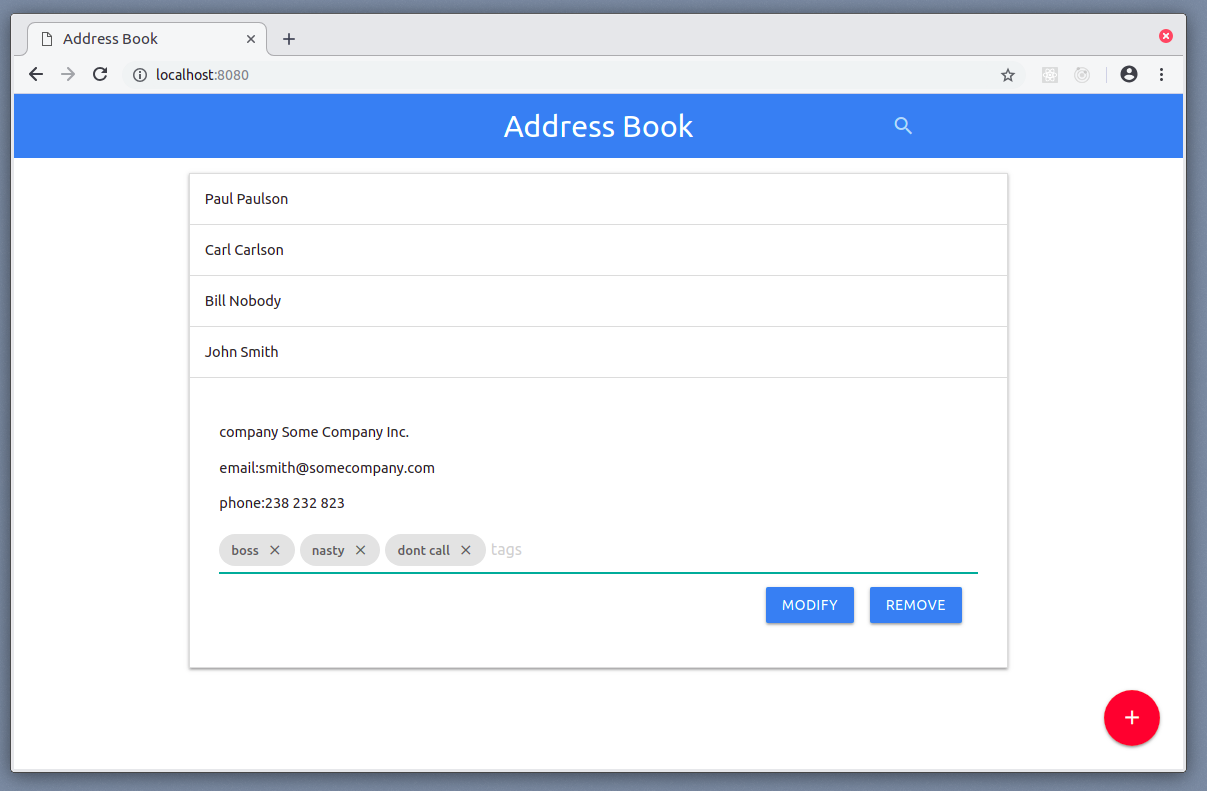 Address Book
localhost:8080
Address Book
Paul Paulson
Carl Carlson
Bill Nobody
John Smith
company Some Company Inc.
email:smith@somecompany.com
phone:238 232 823
boss nasty dont call tags
MODIFY REMOVE